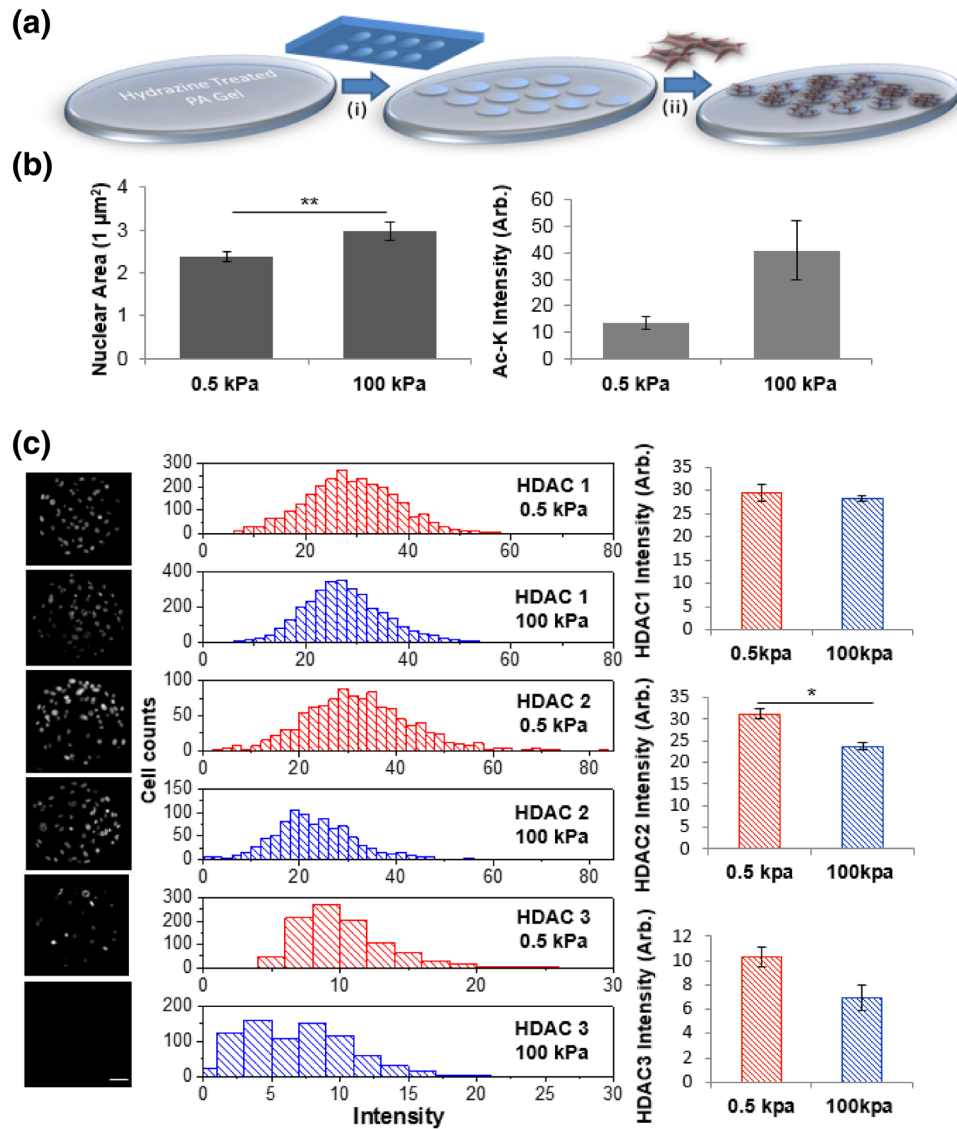 (a)
Hydrazine Treated
PA Gel
(i)
(ii)
(b)
Nuclear Area (1 µm²)
4
3
2
1
0
**
0.5 kPa
100 kPa
Ac-K Intensity (Arb.)
60
50
40
30
20
10
0
0.5 kPa
100 kPa
(c)
Cell counts
300
200
100
0
HDAC 1
0.5 kPa
0 20 40 60 80
400
200
0
HDAC 1
100 kPa
0 20 40 60 80
100
50
0
HDAC 2
0.5 kPa
20 40 60 80
150
100
50
0
HDAC 2
100 kPa
0 20 40 60 80
300
200
100
0
HDAC 3
0.5 kPa
10 20 30
200
100
0
HDAC 3
100 kPa
5 10 15 20 25 30
Intensity
HDAC1 Intensity (Arb.)
35
30
25
20
15
10
5
0
0.5kpa
100kpa
HDAC2 Intensity (Arb.)
35
30
25
20
15
10
5
0
*
0.5 kpa
100kpa
HDAC3 Intensity (Arb.)
12
10
8
6
4
2
0
0.5 kpa
100kpa